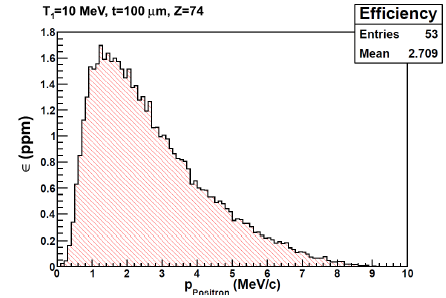 T₁=10 MeV, t=100 μm, Z=74
Efficiency
Entries 53
Mean 2.709
ϵ (ppm)
1.8
1.6
1.4
1.2
1
0.8
0.6
0.4
0.2
0
0 1 2 3 4 5 6 7 8 9 10
p_Positron (MeV/c)